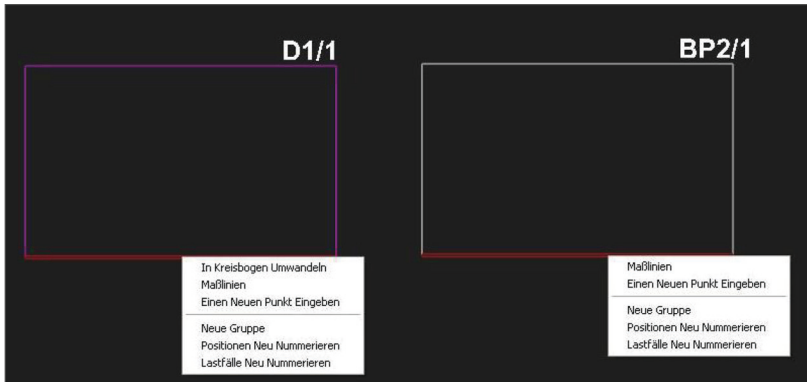 D1/1
In Kreisbogen Umwandeln
Maßlinien
Einen Neuen Punkt Eingeben
Neue Gruppe
Positionen Neu Nummerieren
Lastfälle Neu Nummerieren
BP2/1
Maßlinien
Einen Neuen Punkt Eingeben
Neue Gruppe
Positionen Neu Nummerieren
Lastfälle Neu Nummerieren